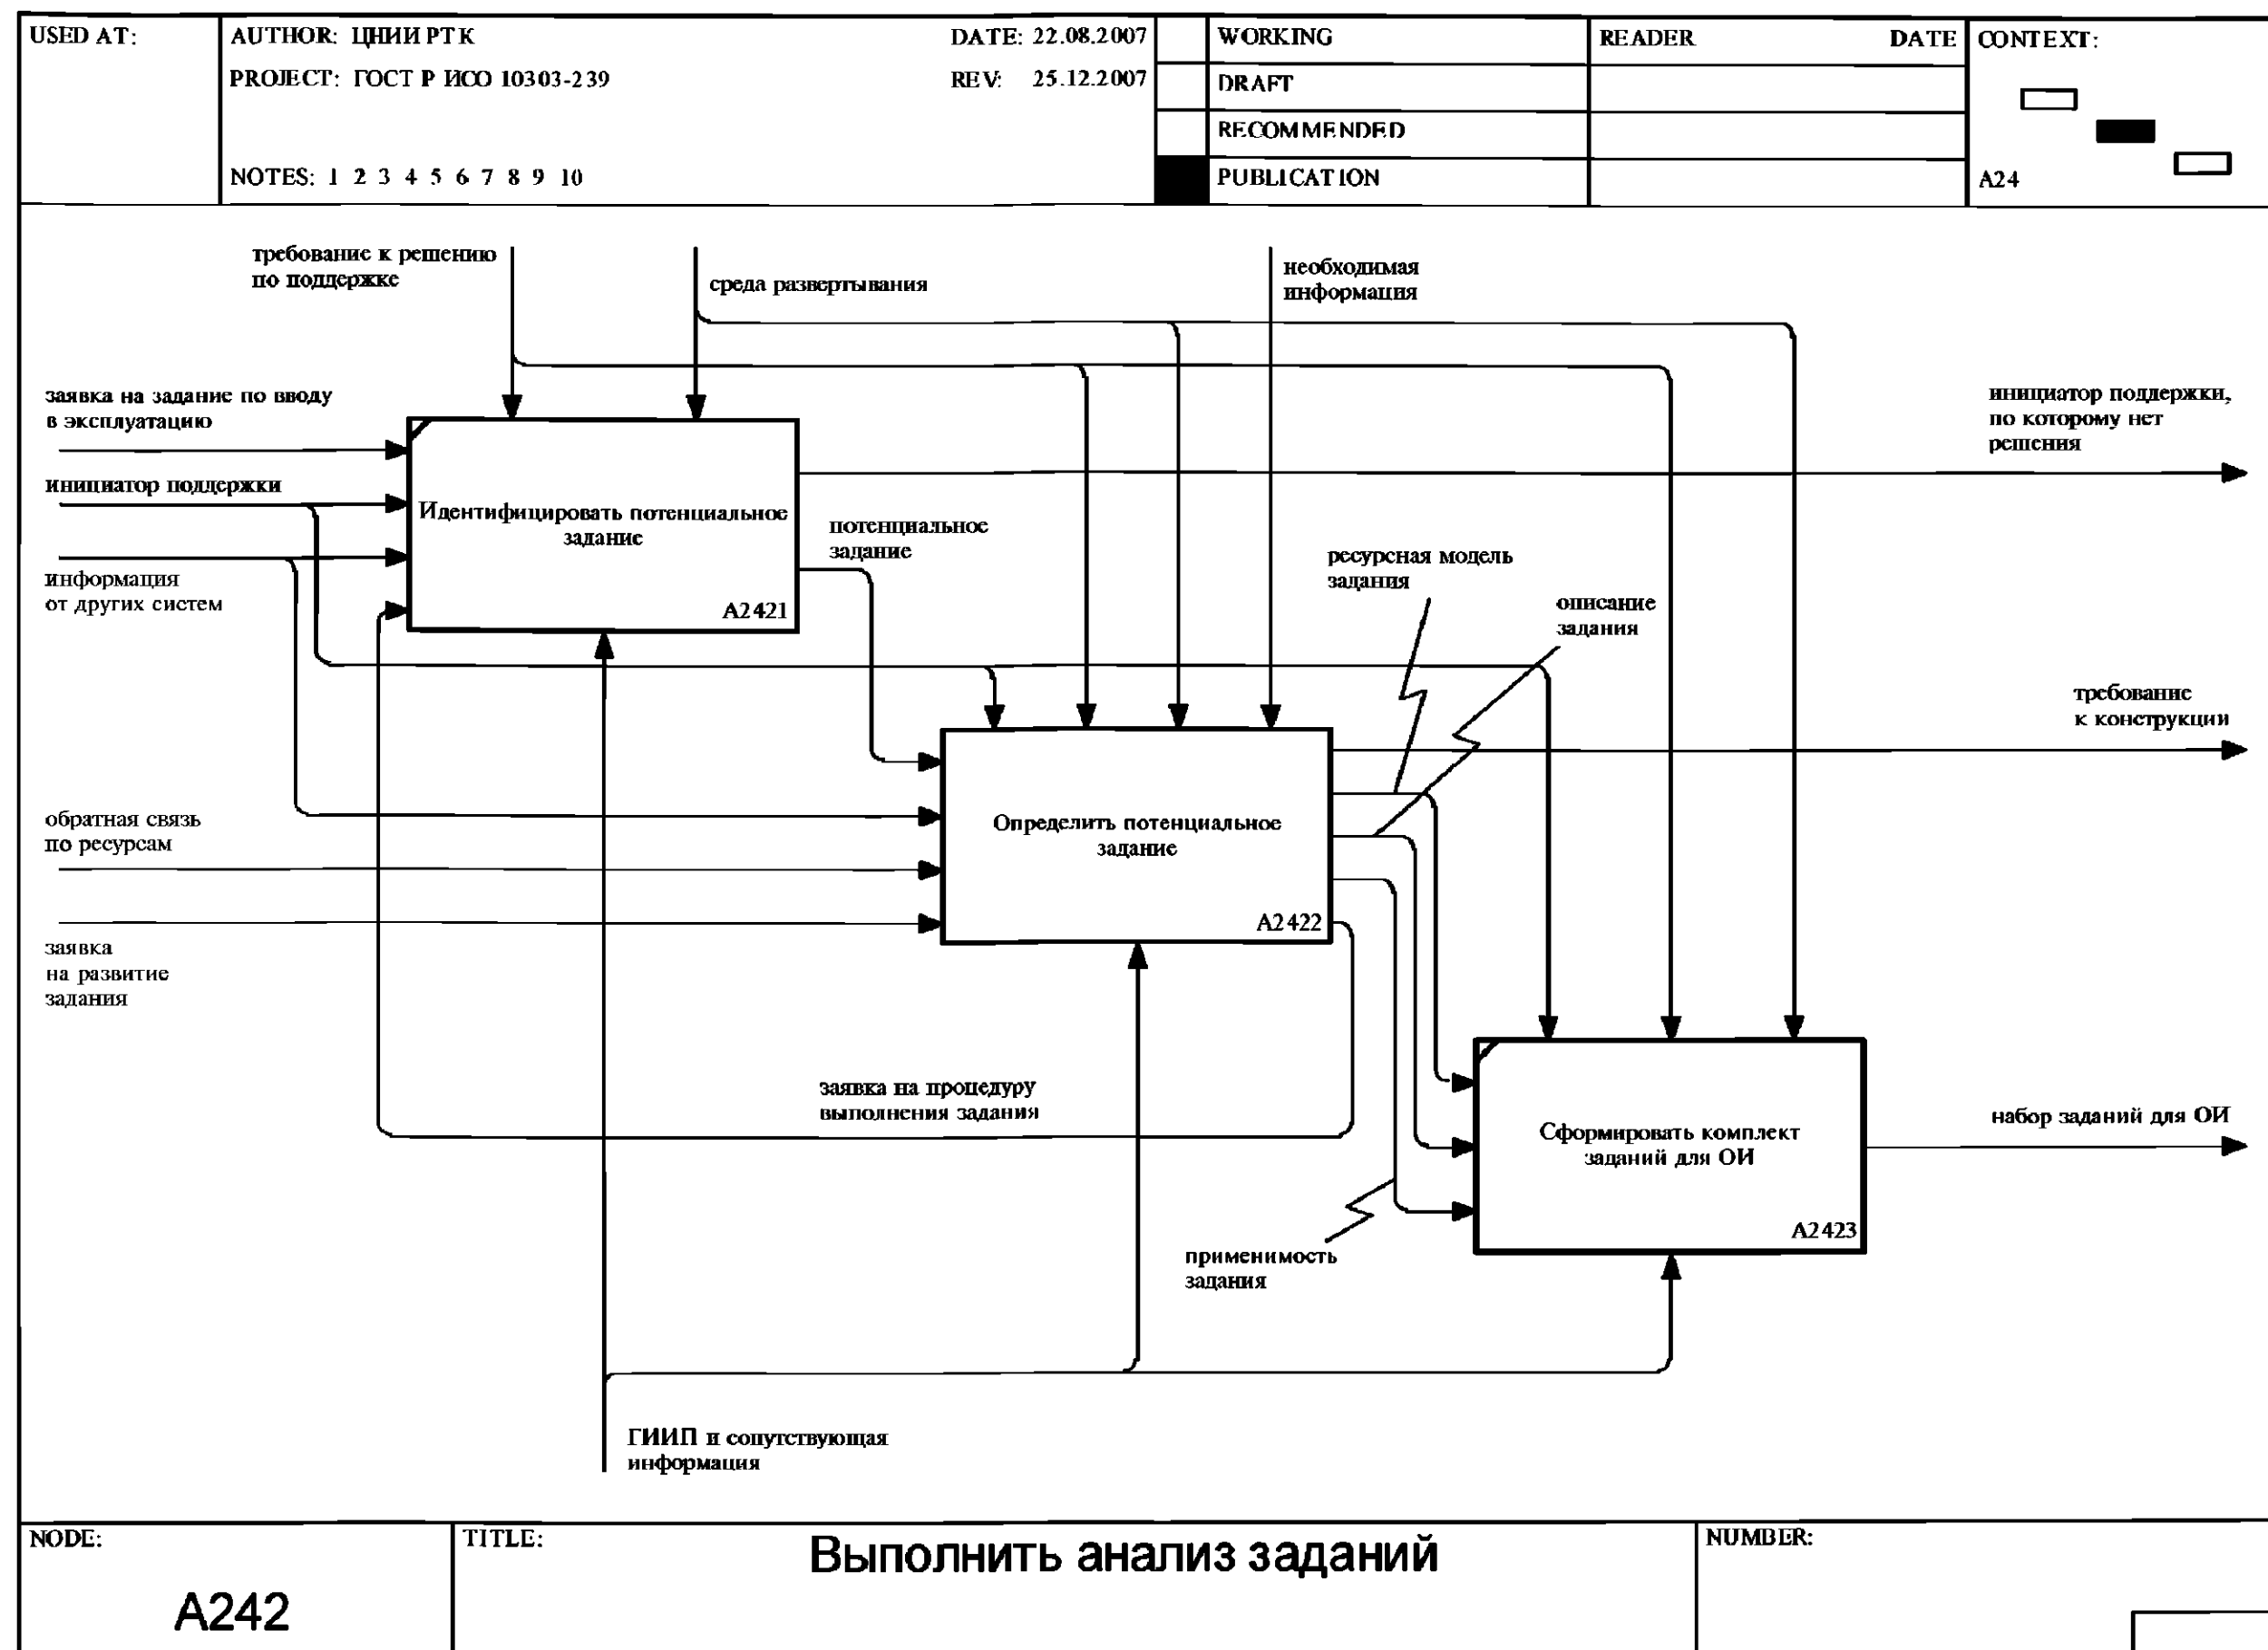 USED AT:
AUTHOR: ЦНИИ РТК
DATE: 22.08.2007
WORKING
READER DATE
CONTEXT:
PROJECT: ГОСТ Р ИСО 10303-239
REV: 25.12.2007
DRAFT
RECOMMENDED
NOTES: 1 2 3 4 5 6 7 8 9 10
PUBLICATION
A24
требование к решению
по поддержке
среда развертывания
необходимая
информация
заявка на задание по вводу
в эксплуатацию
инициатор поддержки,
по которому нет
решения
инициатор поддержки
Идентифицировать потенциальное
задание
A2421
потенциальное
задание
ресурсная модель
задания
информация
от других систем
описание
задания
требование
к конструкции
обратная связь
по ресурсам
Определить потенциальное
задание
A2422
заявка
на развитие
задания
заявка на процедуру
выполнения задания
набор заданий для ОИ
Сформировать комплект
заданий для ОИ
A2423
применимость
задания
ГИИП и сопутствующая
информация
NODE:
TITLE:
Выполнить анализ заданий
NUMBER:
A242